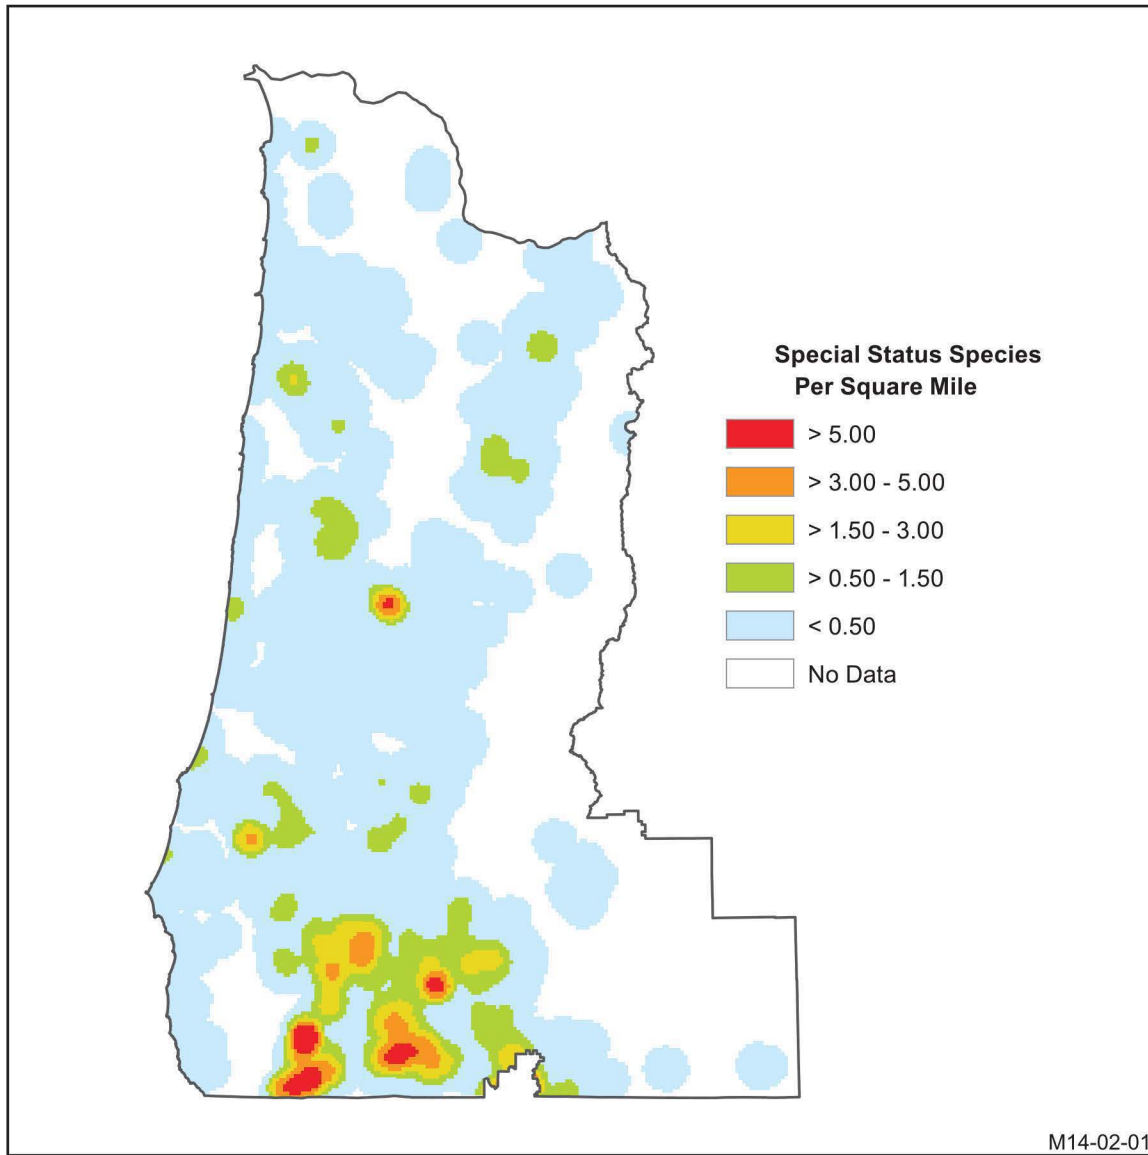 Special Status Species
Per Square Mile
> 5.00
> 3.00 - 5.00
> 1.50 - 3.00
> 0.50 - 1.50
< 0.50
No Data
M14-02-01